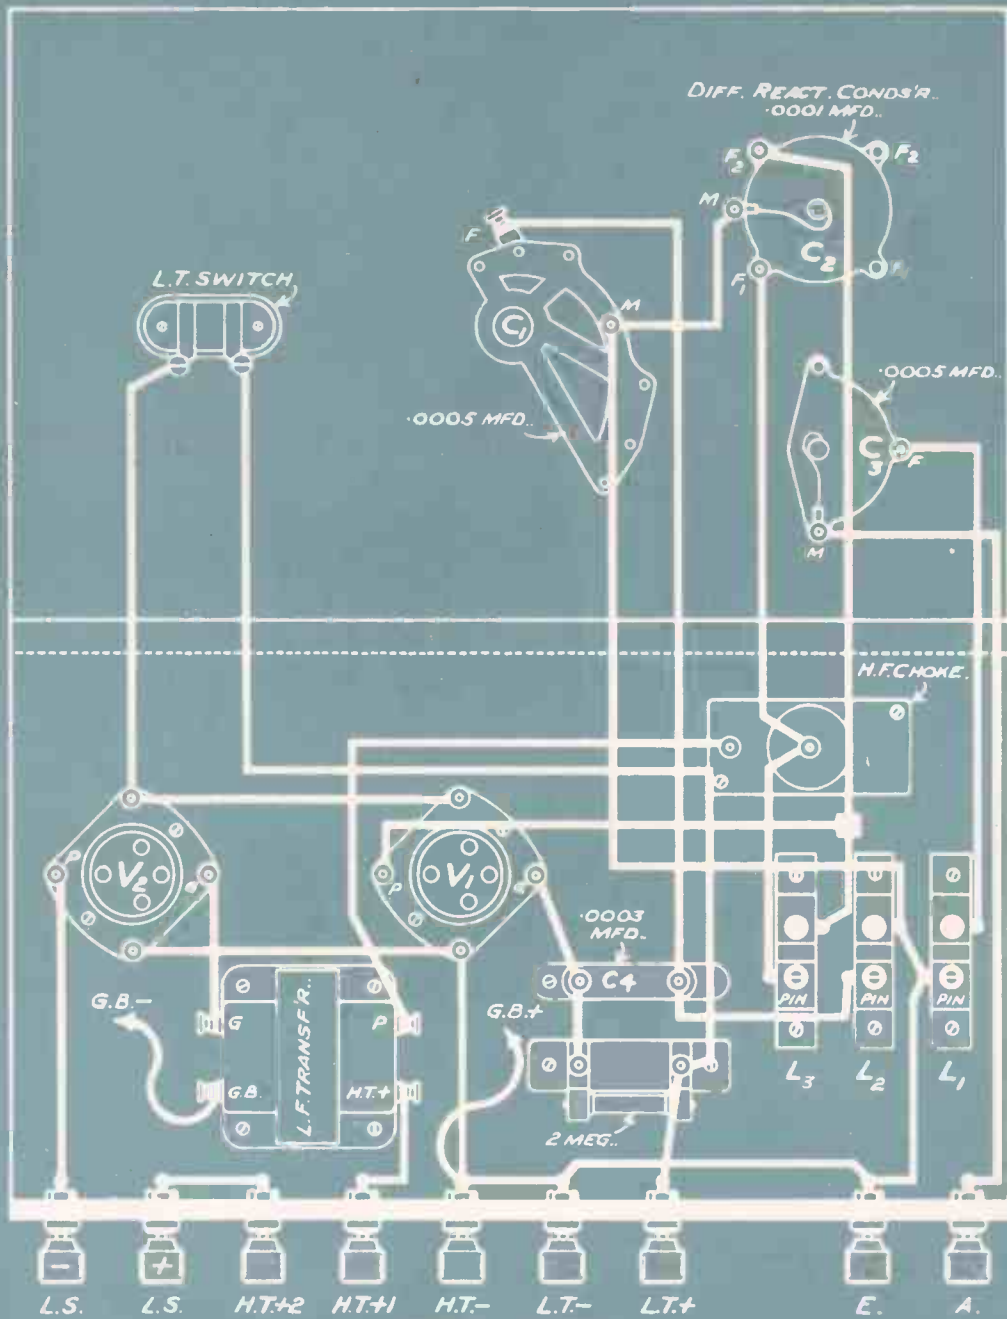 DIFF. REACT. CONDS'R..
.0001 MFD..
F2
F2
M
C2
F1
F
M
C1
L.T. SWITCH
.0005 MFD..
.0005 MFD..
C3
F
M
H.F. CHOKE.
P
V2
G
P
V1
G
.0003
MFD..
C4
G.B.-
G
P
L.F. TRANSF'R..
G.B.
H.T.+
G.B.+
PIN
PIN
PIN
L3
L2
L1
2 MEG..
-
+
L.S.
L.S.
H.T.+2
H.T.+1
H.T.-
L.T.-
L.T.+
E.
A.